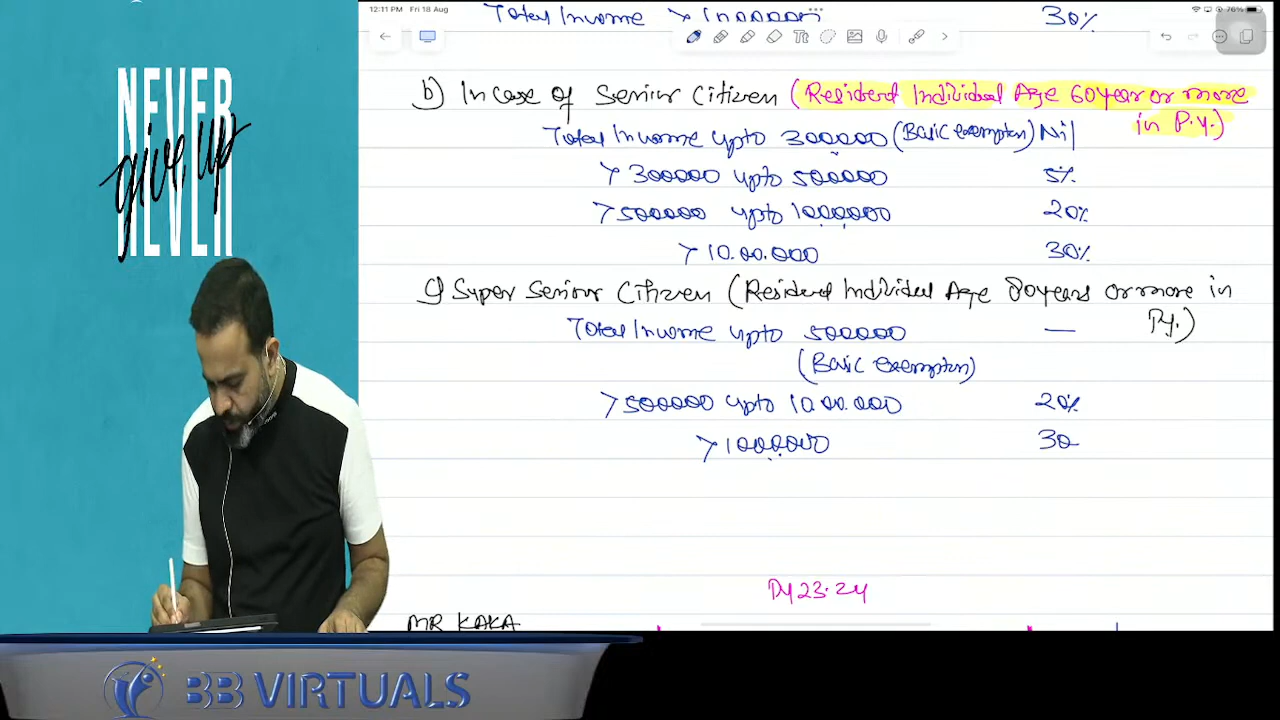 12:11 PM Fri 18 Aug
76%
Total Income > 1000000 30%
b) In case of Senior Citizen (Resident Individual Age 60 year or more in P.Y.)
Total Income upto 300000 (Basic exemption) Nil
> 300000 upto 500000 5%
> 500000 upto 1000000 20%
> 10.00.000 30%
c) Super Senior Citizen (Resident Individual Age 80 years or more in P.Y.)
Total Income upto 500000 —
(Basic exemption)
> 500000 upto 10.00.000 20%
> 1000000 30
PY 23.24
MR KAKA
NEVER
give up
NEVER
BB VIRTUALS